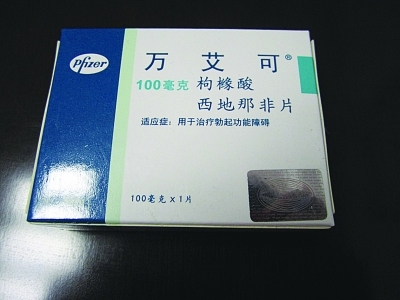 Pfizer
万艾可®
100毫克 枸橼酸
西地那非片
适应症：用于治疗勃起功能障碍
100毫克 x 1片